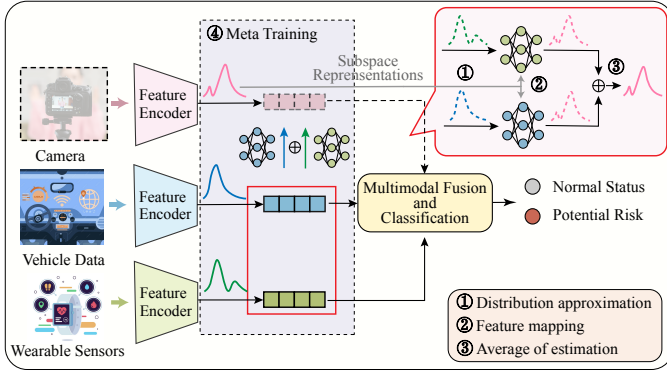 ④ Meta Training
Subspace
Reprensentations
①
②
③
Feature
Encoder
Camera
Feature
Encoder
Vehicle Data
Feature
Encoder
Wearable Sensors
Multimodal Fusion
and
Classification
Normal Status
Potential Risk
① Distribution approximation
② Feature mapping
③ Average of estimation